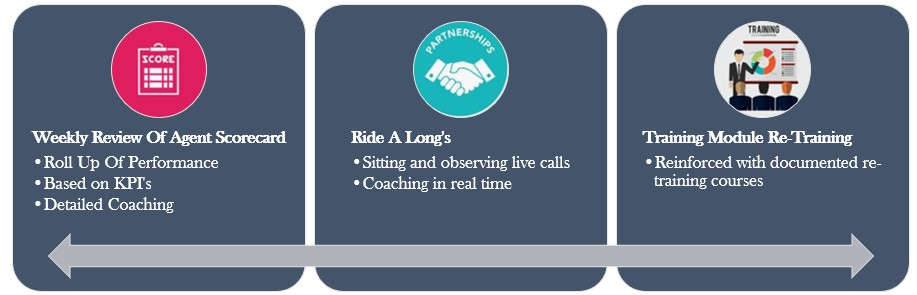 SCORE
Weekly Review Of Agent Scorecard
• Roll Up Of Performance
• Based on KPI's
• Detailed Coaching
PARTNERSHIPS
Ride A Long's
• Sitting and observing live calls
• Coaching in real time
TRAINING
Training Module Re-Training
• Reinforced with documented re-
training courses